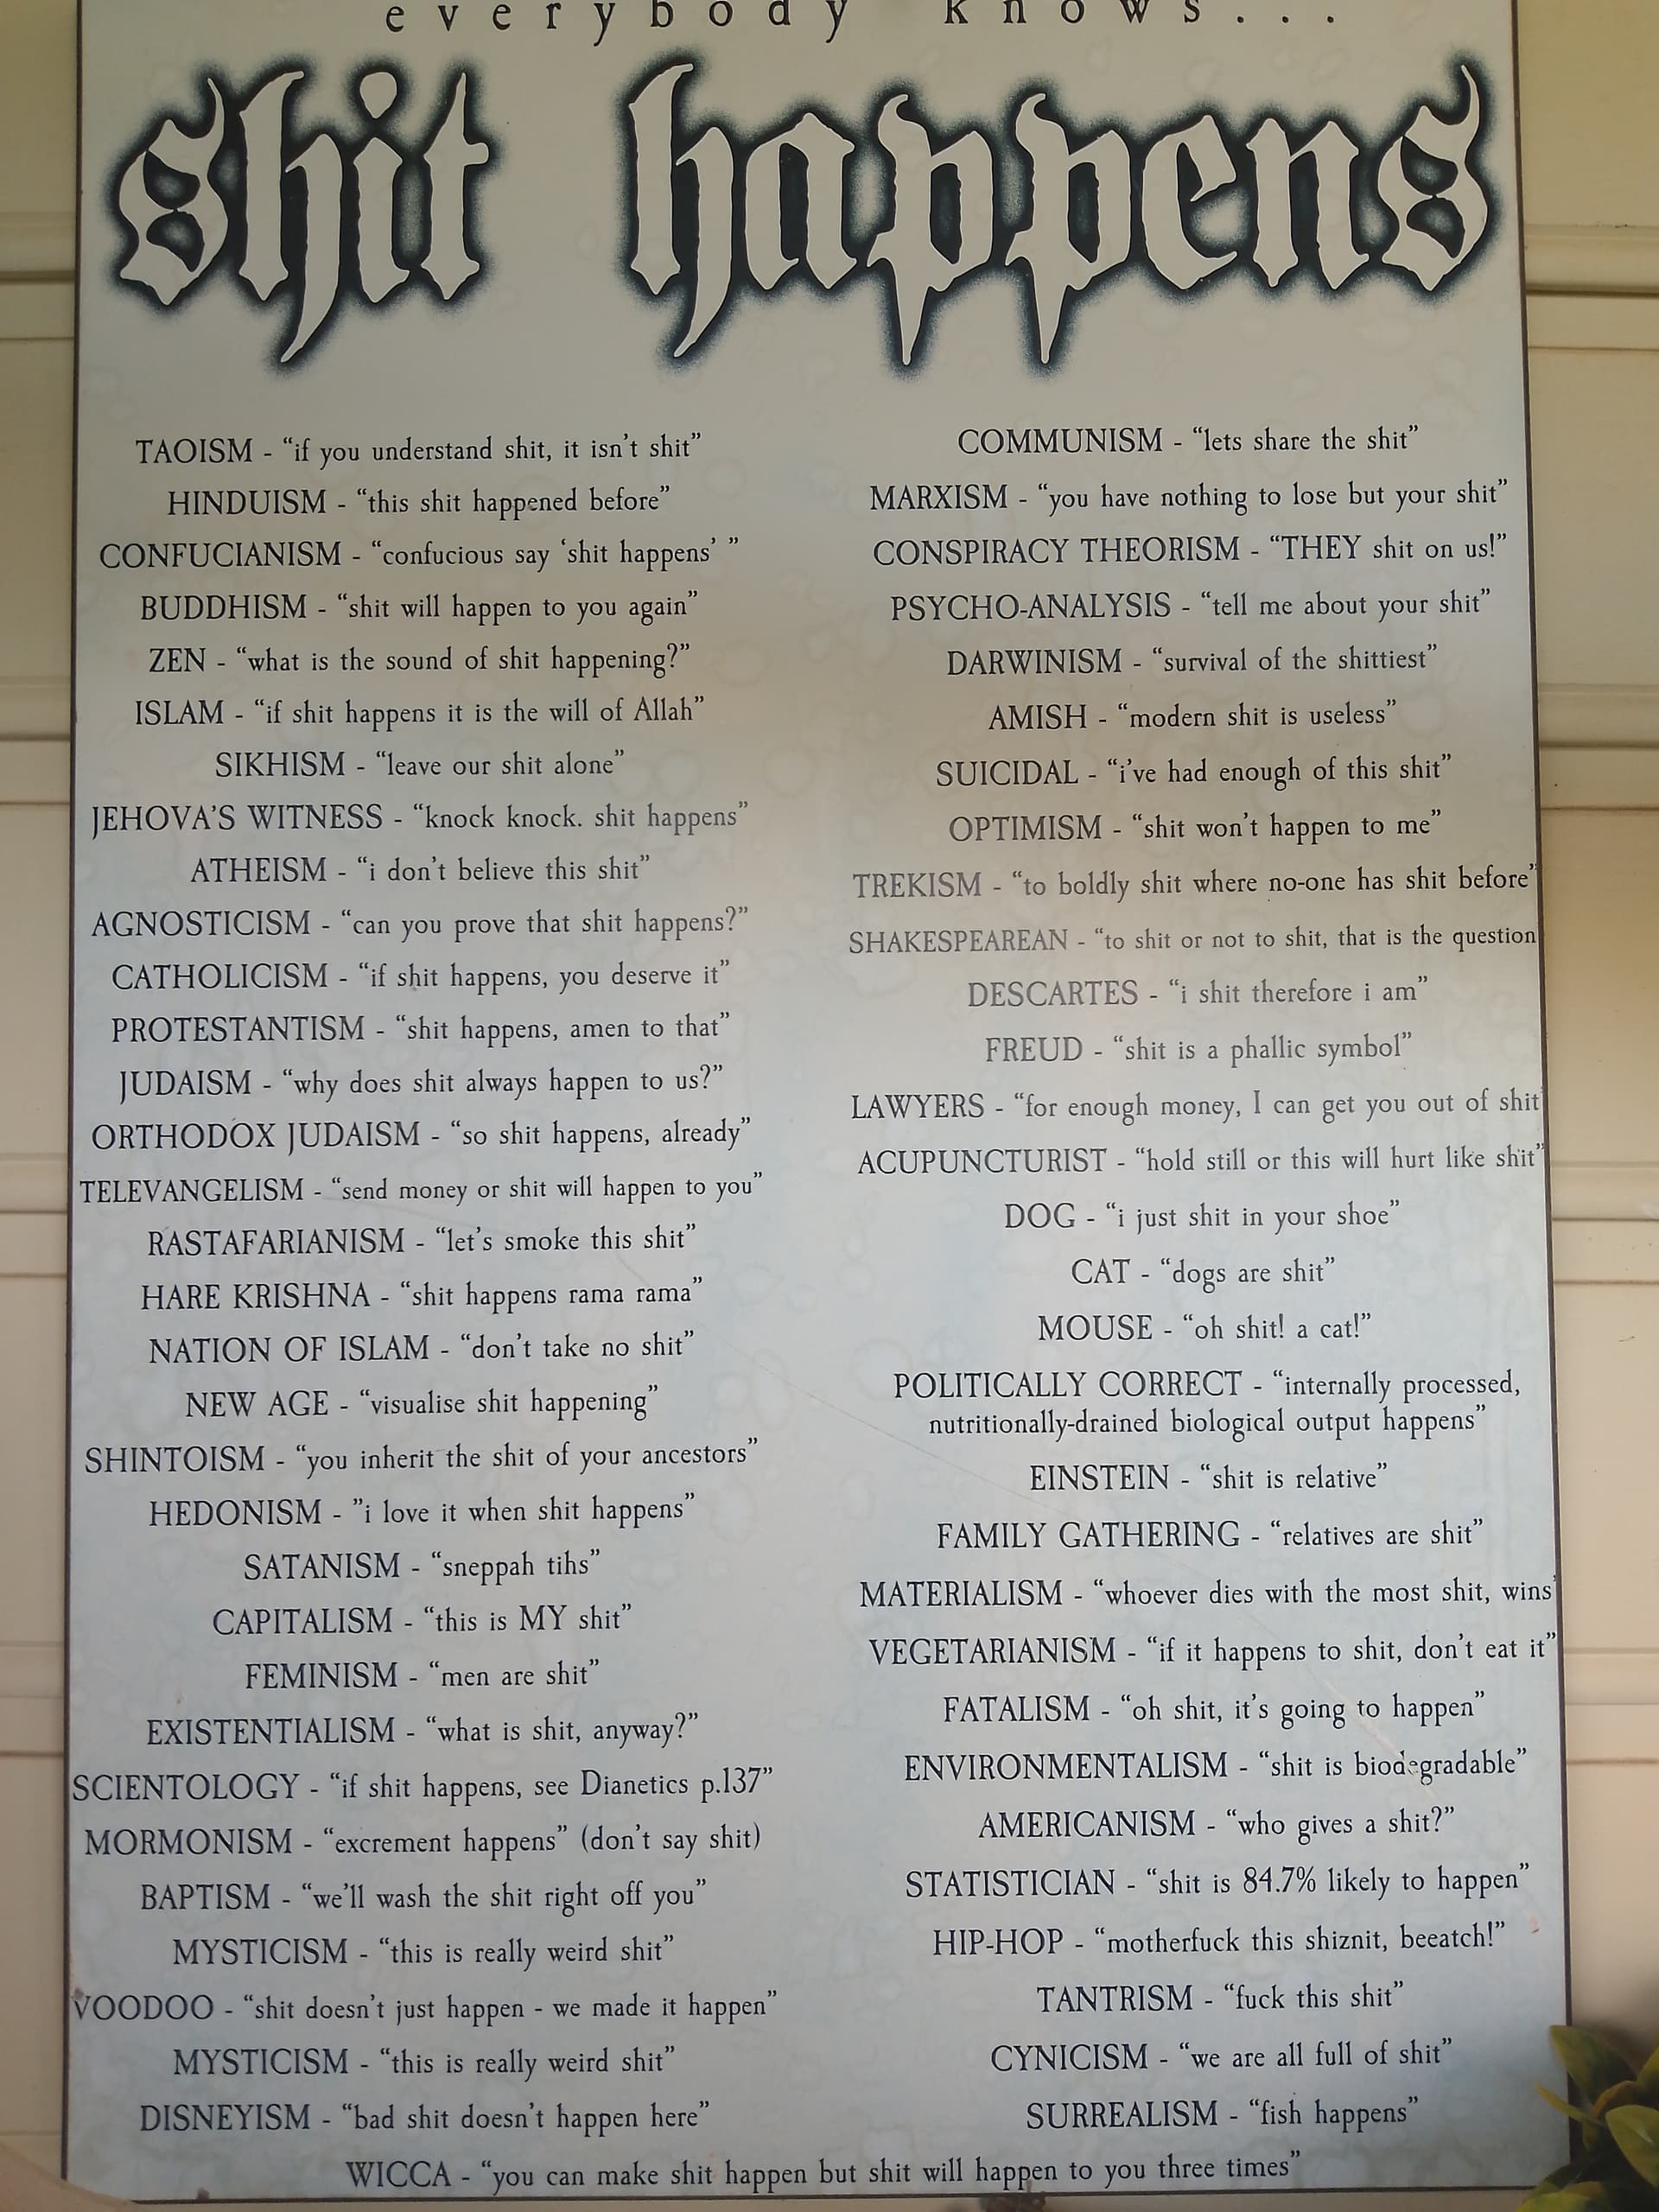 everybody knows...
shit happens
TAOISM - “if you understand shit, it isn’t shit”
HINDUISM - “this shit happened before”
CONFUCIANISM - “confucious say ‘shit happens’ ”
BUDDHISM - “shit will happen to you again”
ZEN - “what is the sound of shit happening?”
ISLAM - “if shit happens it is the will of Allah”
SIKHISM - “leave our shit alone”
JEHOVA’S WITNESS - “knock knock. shit happens”
ATHEISM - “i don’t believe this shit”
AGNOSTICISM - “can you prove that shit happens?”
CATHOLICISM - “if shit happens, you deserve it”
PROTESTANTISM - “shit happens, amen to that”
JUDAISM - “why does shit always happen to us?”
ORTHODOX JUDAISM - “so shit happens, already”
TELEVANGELISM - “send money or shit will happen to you”
RASTAFARIANISM - “let’s smoke this shit”
HARE KRISHNA - “shit happens rama rama”
NATION OF ISLAM - “don’t take no shit”
NEW AGE - “visualise shit happening”
SHINTOISM - “you inherit the shit of your ancestors”
HEDONISM - ”i love it when shit happens”
SATANISM - “sneppah tihs”
CAPITALISM - “this is MY shit”
FEMINISM - “men are shit”
EXISTENTIALISM - “what is shit, anyway?”
SCIENTOLOGY - “if shit happens, see Dianetics p.137”
MORMONISM - “excrement happens” (don’t say shit)
BAPTISM - “we’ll wash the shit right off you”
MYSTICISM - “this is really weird shit”
VOODOO - “shit doesn’t just happen - we made it happen”
MYSTICISM - “this is really weird shit”
DISNEYISM - “bad shit doesn’t happen here”
COMMUNISM - “lets share the shit”
MARXISM - “you have nothing to lose but your shit”
CONSPIRACY THEORISM - “THEY shit on us!”
PSYCHO-ANALYSIS - “tell me about your shit”
DARWINISM - “survival of the shittiest”
AMISH - “modern shit is useless”
SUICIDAL - “i’ve had enough of this shit”
OPTIMISM - “shit won’t happen to me”
TREKISM - “to boldly shit where no-one has shit before”
SHAKESPEAREAN - “to shit or not to shit, that is the question
DESCARTES - “i shit therefore i am”
FREUD - “shit is a phallic symbol”
LAWYERS - “for enough money, I can get you out of shit”
ACUPUNCTURIST - “hold still or this will hurt like shit”
DOG - “i just shit in your shoe”
CAT - “dogs are shit”
MOUSE - “oh shit! a cat!”
POLITICALLY CORRECT - “internally processed,
nutritionally-drained biological output happens”
EINSTEIN - “shit is relative”
FAMILY GATHERING - “relatives are shit”
MATERIALISM - “whoever dies with the most shit, wins”
VEGETARIANISM - “if it happens to shit, don’t eat it”
FATALISM - “oh shit, it’s going to happen”
ENVIRONMENTALISM - “shit is biodegradable”
AMERICANISM - “who gives a shit?”
STATISTICIAN - “shit is 84.7% likely to happen”
HIP-HOP - “motherfuck this shiznit, beeatch!”
TANTRISM - “fuck this shit”
CYNICISM - “we are all full of shit”
SURREALISM - “fish happens”
WICCA - “you can make shit happen but shit will happen to you three times”